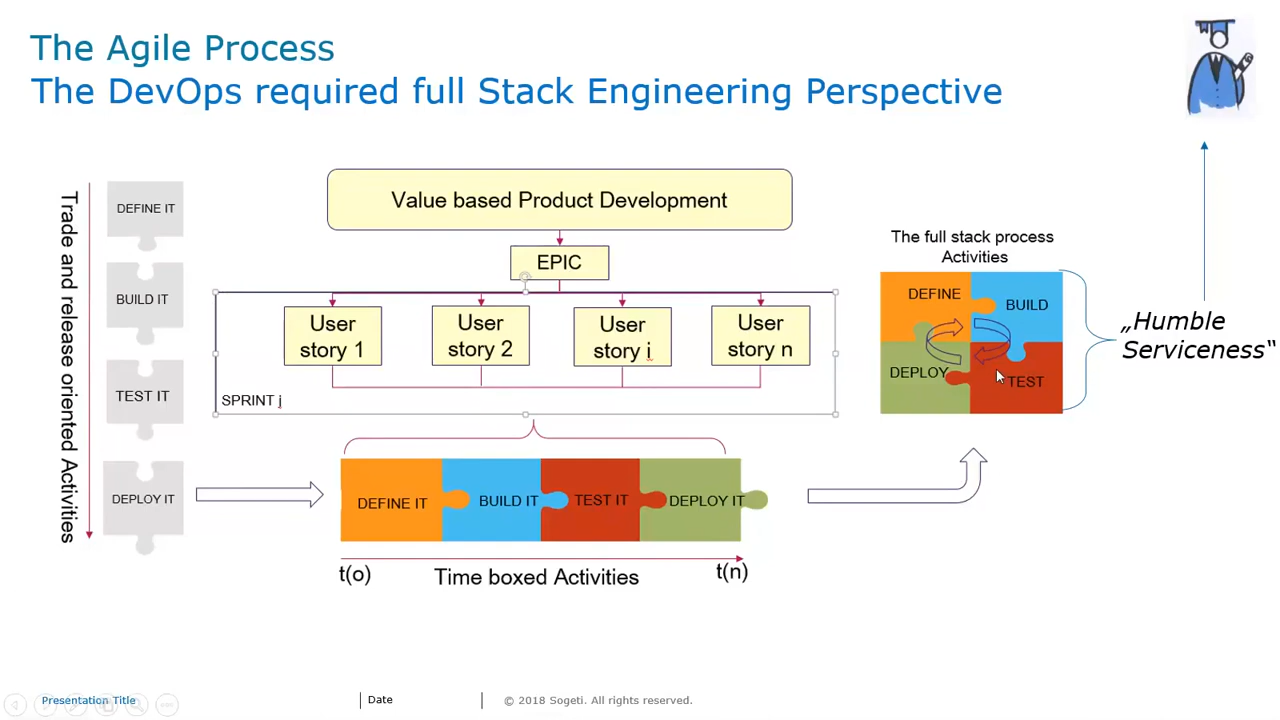 The Agile Process
The DevOps required full Stack Engineering Perspective
Trade and release oriented Activities
DEFINE IT
BUILD IT
TEST IT
DEPLOY IT
Value based Product Development
EPIC
User
story 1
User
story 2
User
story i
User
story n
SPRINT j
DEFINE IT
BUILD IT
TEST IT
DEPLOY IT
t(o)
Time boxed Activities
t(n)
The full stack process
Activities
DEFINE
BUILD
DEPLOY
TEST
„Humble
Serviceness“
Presentation Title
Date
© 2018 Sogeti. All rights reserved.